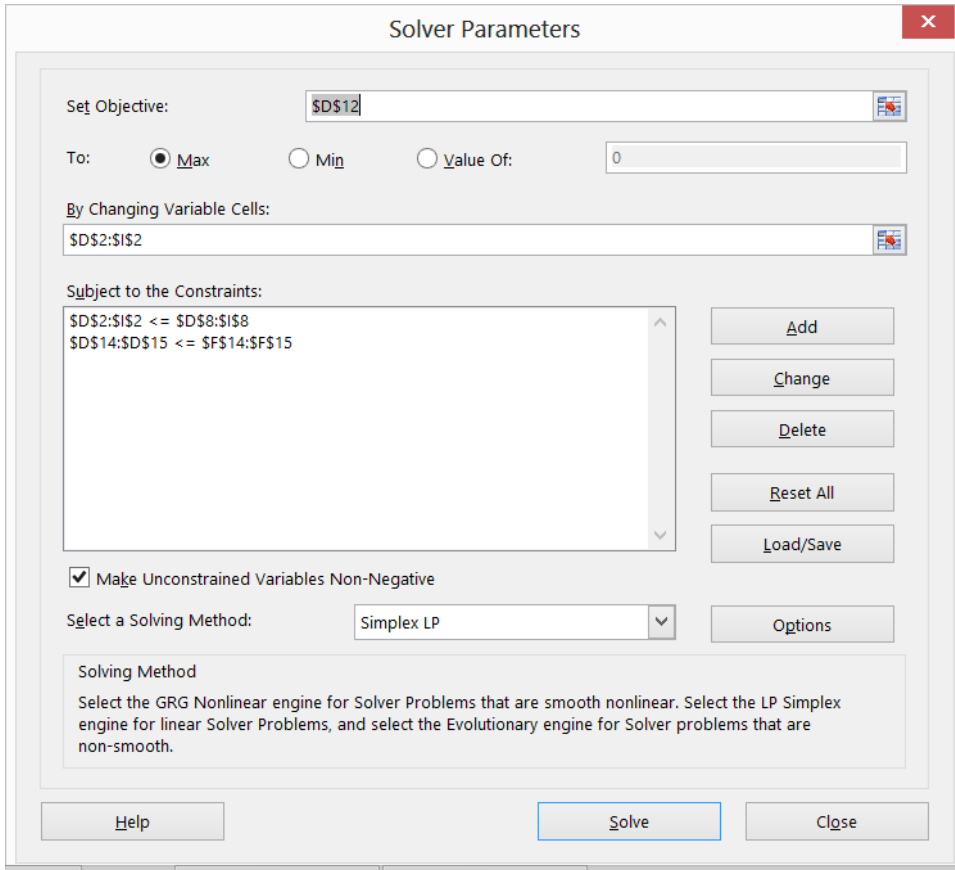 Solver Parameters
Set Objective: $D$12
To: Max Min Value Of: 0
By Changing Variable Cells:
$D$2:$I$2
Subject to the Constraints:
$D$2:$I$2 <= $D$8:$I$8
$D$14:$D$15 <= $F$14:$F$15
Add
Change
Delete
Reset All
Load/Save
Make Unconstrained Variables Non-Negative
Select a Solving Method: Simplex LP Options
Solving Method
Select the GRG Nonlinear engine for Solver Problems that are smooth nonlinear. Select the LP Simplex
engine for linear Solver Problems, and select the Evolutionary engine for Solver problems that are
non-smooth.
Help Solve Close